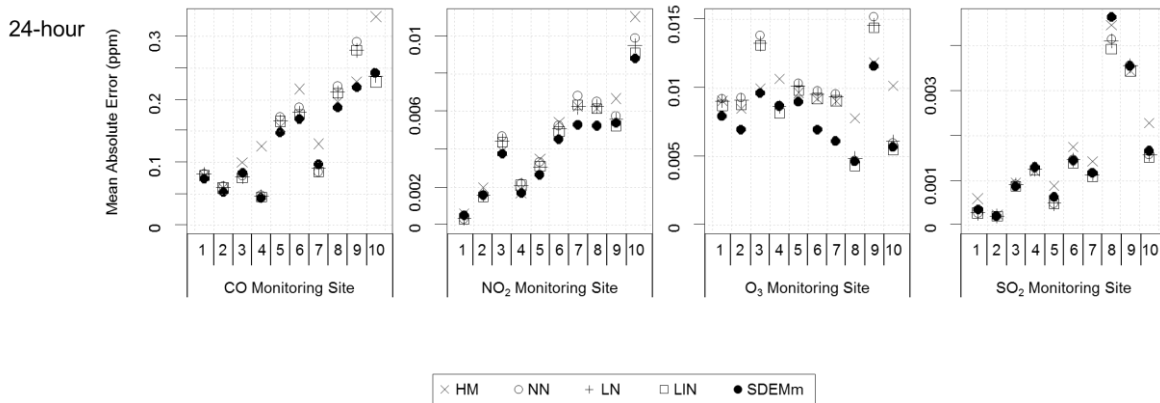 24-hour
Mean Absolute Error (ppm)
0 0.1 0.2 0.3
1 2 3 4 5 6 7 8 9 10
CO Monitoring Site
0 0.002 0.006 0.01
1 2 3 4 5 6 7 8 9 10
NO₂ Monitoring Site
0 0.005 0.010 0.015
1 2 3 4 5 6 7 8 9 10
O₃ Monitoring Site
0 0.001 0.003
1 2 3 4 5 6 7 8 9 10
SO₂ Monitoring Site
HM NN LN LIN SDEMm